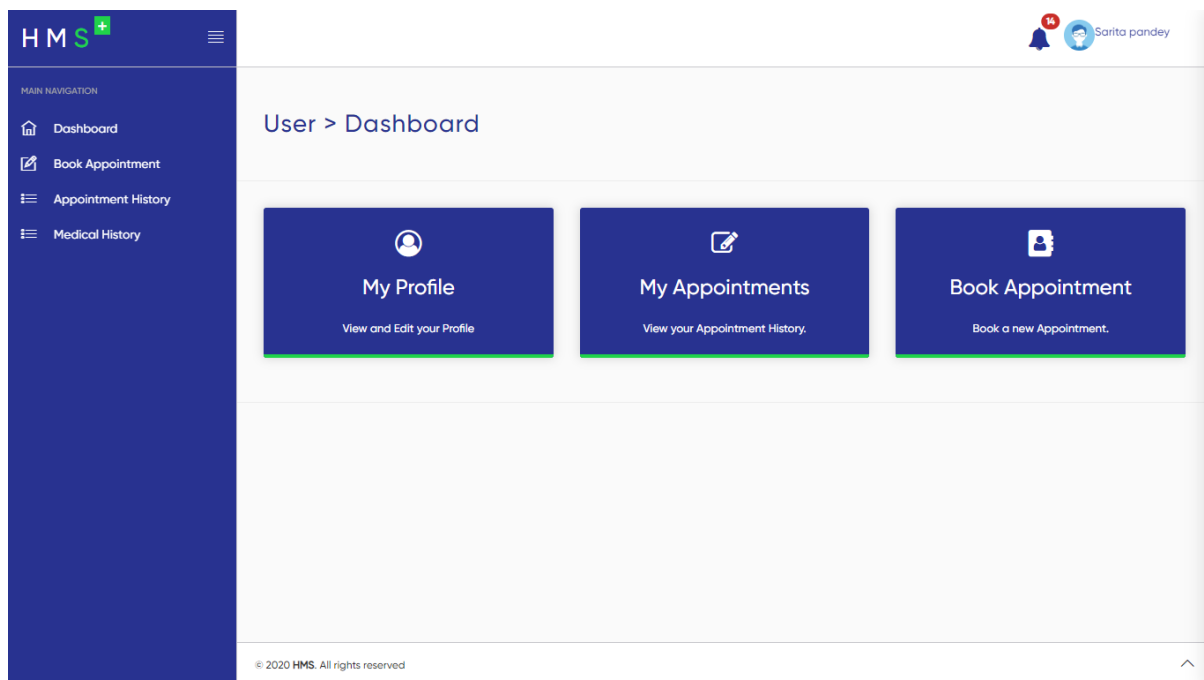 HMS+
14
Sarita pandey
MAIN NAVIGATION
Dashboard
Book Appointment
Appointment History
Medical History
User > Dashboard
My Profile
View and Edit your Profile
My Appointments
View your Appointment History.
Book Appointment
Book a new Appointment.
© 2020 HMS. All rights reserved